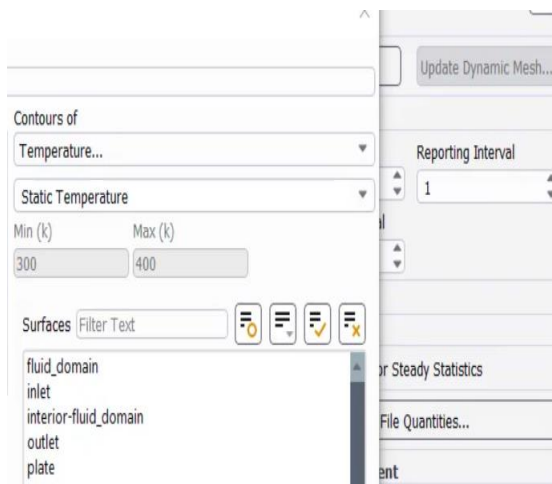 Update Dynamic Mesh...
Contours of
Temperature...
Reporting Interval
Static Temperature
1
Min (k) Max (k)
300 400
Surfaces Filter Text
fluid_domain
or Steady Statistics
inlet
interior-fluid_domain
File Quantities...
outlet
plate
ent